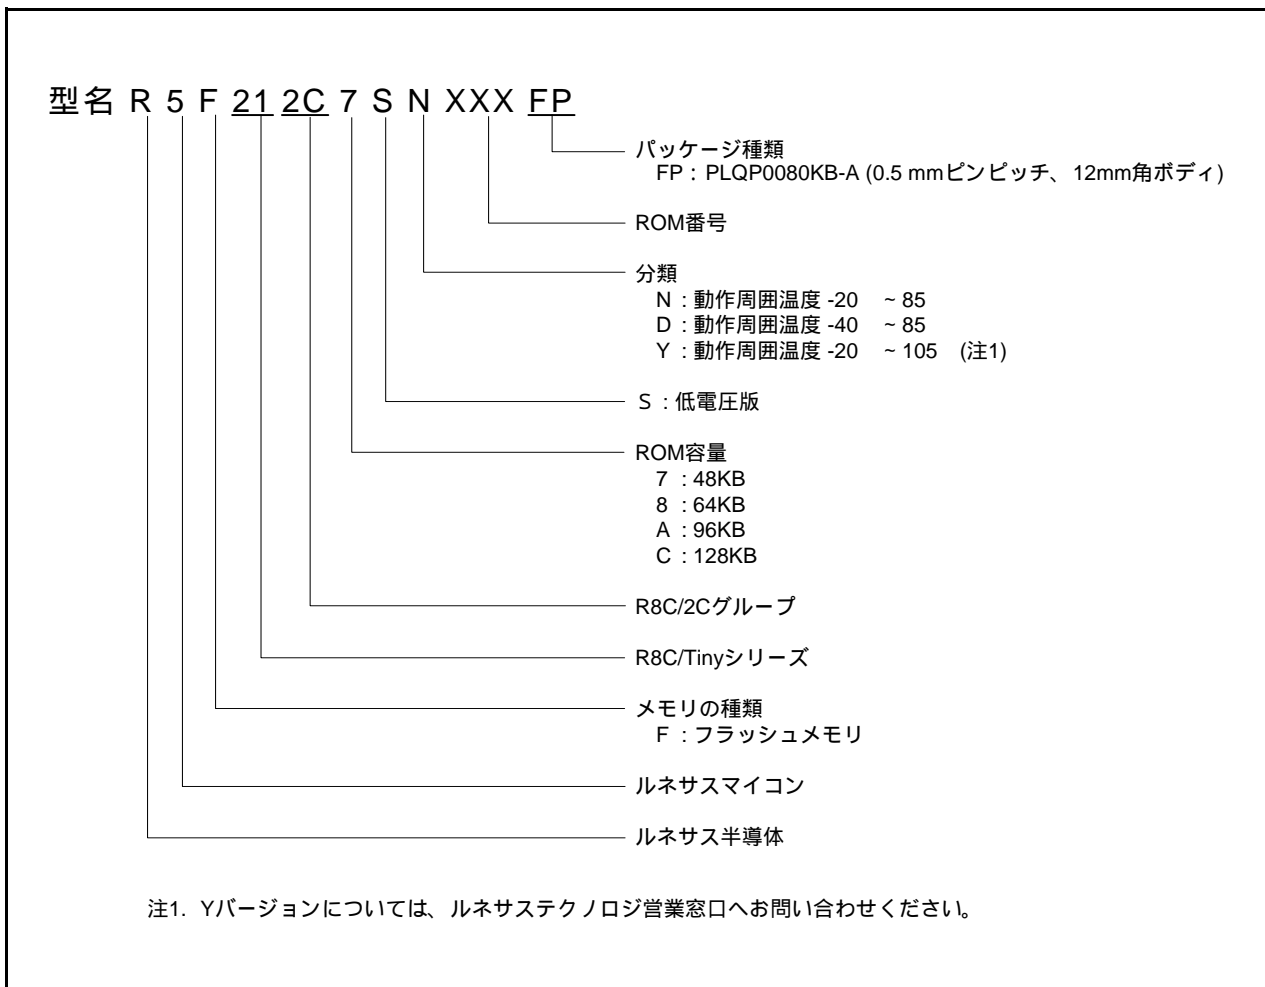 型名 R 5 F 21 2C 7 S N XXX FP
パッケージ種類
FP : PLQP0080KB-A (0.5 mmピンピッチ、12mm角ボディ)
ROM番号
分類
N : 動作周囲温度 -20 ~ 85
D : 動作周囲温度 -40 ~ 85
Y : 動作周囲温度 -20 ~ 105 (注1)
S : 低電圧版
ROM容量
7 : 48KB
8 : 64KB
A : 96KB
C : 128KB
R8C/2Cグループ
R8C/Tinyシリーズ
メモリの種類
F : フラッシュメモリ
ルネサスマイコン
ルネサス半導体
注1. Yバージョンについては、ルネサステクノロジ営業窓口へお問い合わせください。